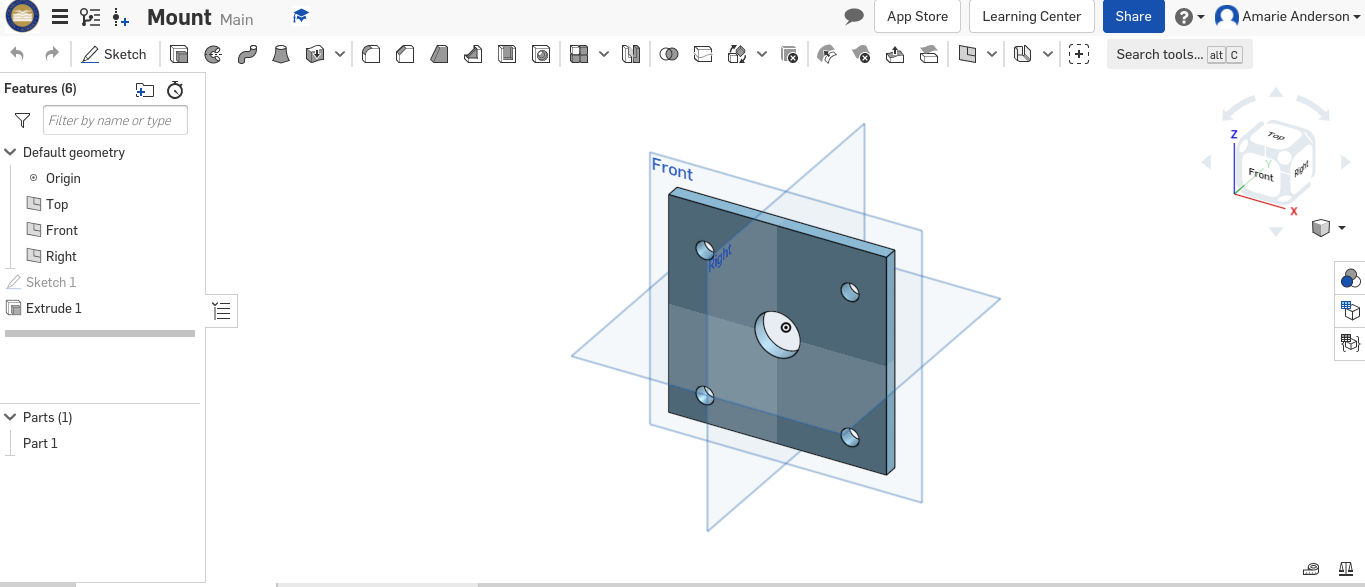 Mount Main
App Store
Learning Center
Share
Amarie Anderson
Sketch
Search tools... alt C
Features (6)
Filter by name or type
Default geometry
Origin
Top
Front
Right
Sketch 1
Extrude 1
Parts (1)
Part 1
Front
Right
Z
Top
Y
Front
Right
X